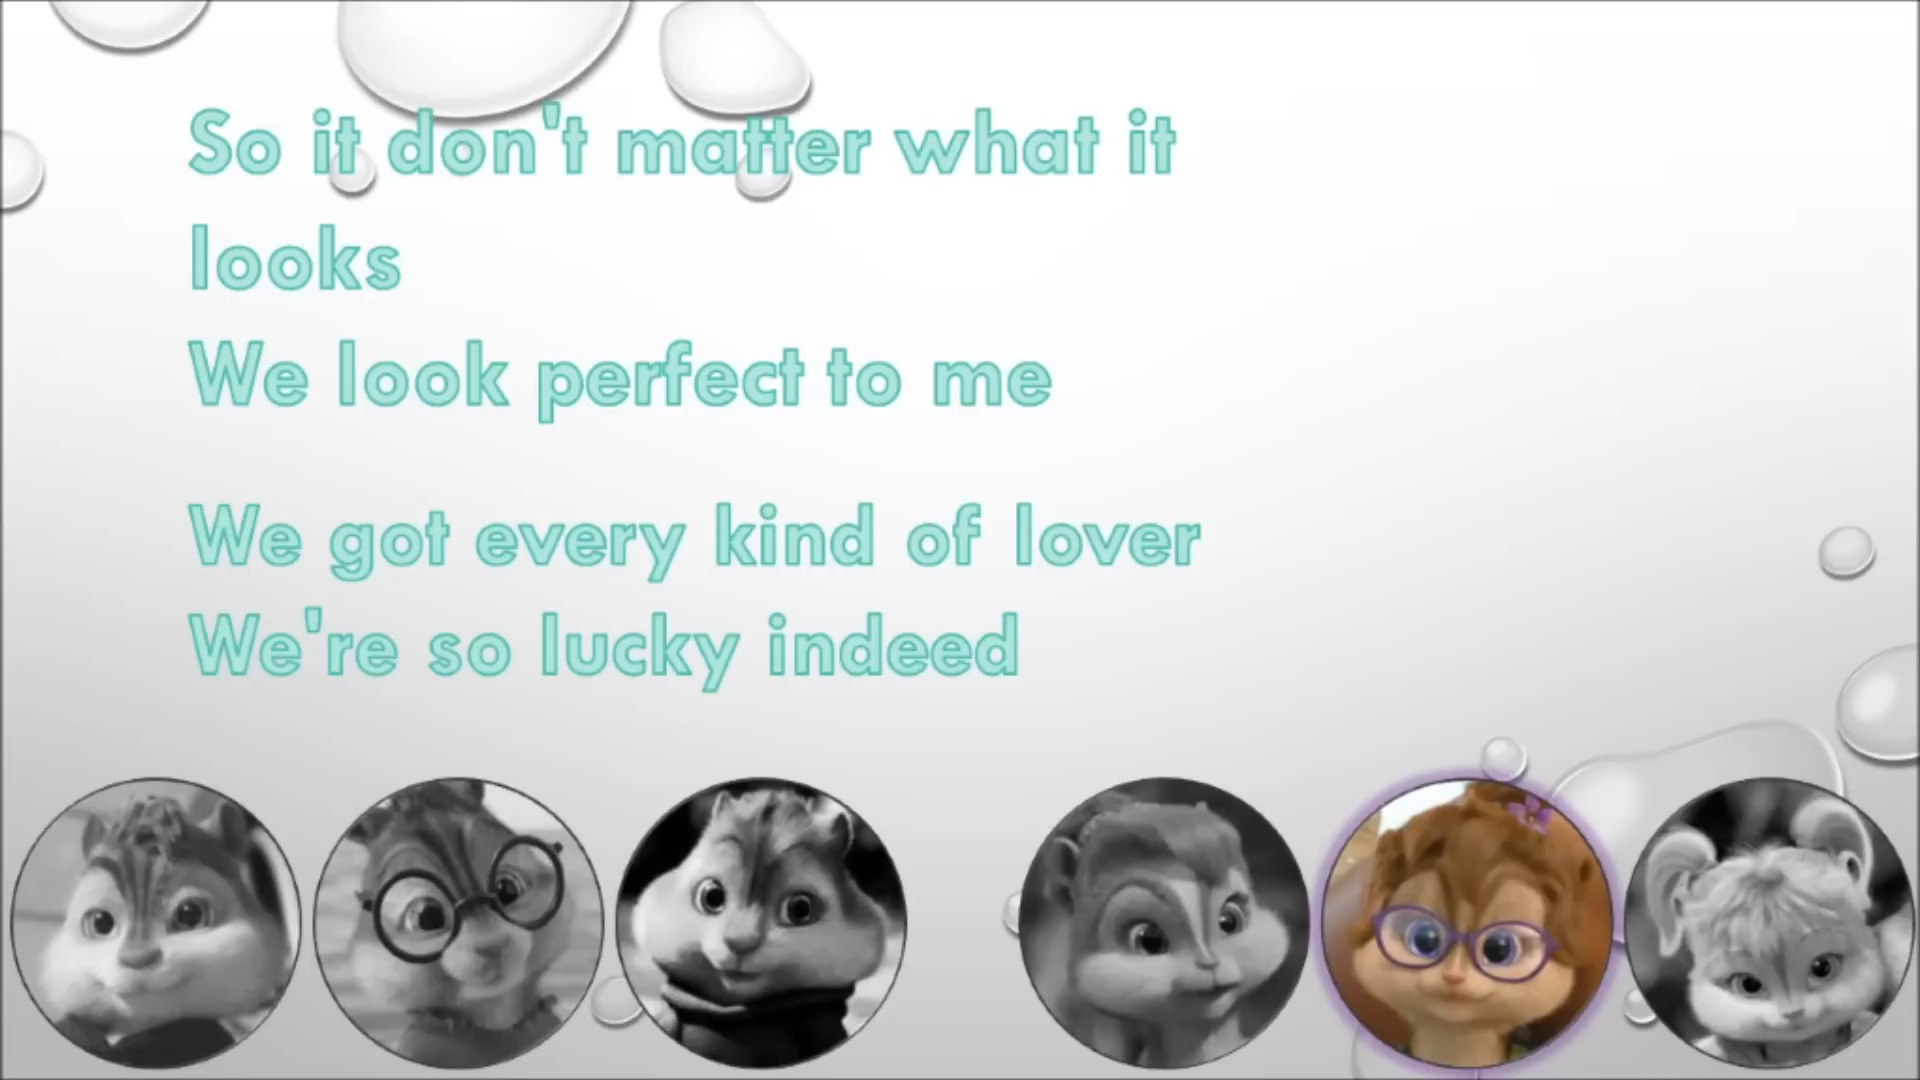 So it don't matter what it
looks
We look perfect to me
We got every kind of lover
We're so lucky indeed